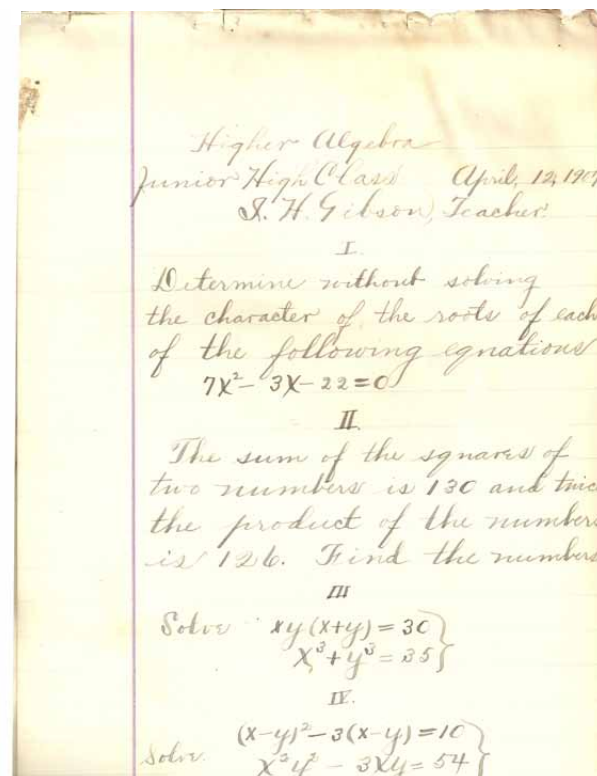 Higher Algebra
Junior High Class April, 12, 190
I. H. Gibson, Teacher.
I.
Determine without solving
the character of the roots of each
of the following equations
7x² - 3x - 22 = 0
II.
The sum of the squares of
two numbers is 130 and twic
the product of the numbers
is 126. Find the numbers
III
Solve xy(x+y) = 30 }
x³ + y³ = 35 }
IV.
(x-y)² - 3(x-y) = 10 }
Solve. x²y² - 3xy = 54 }